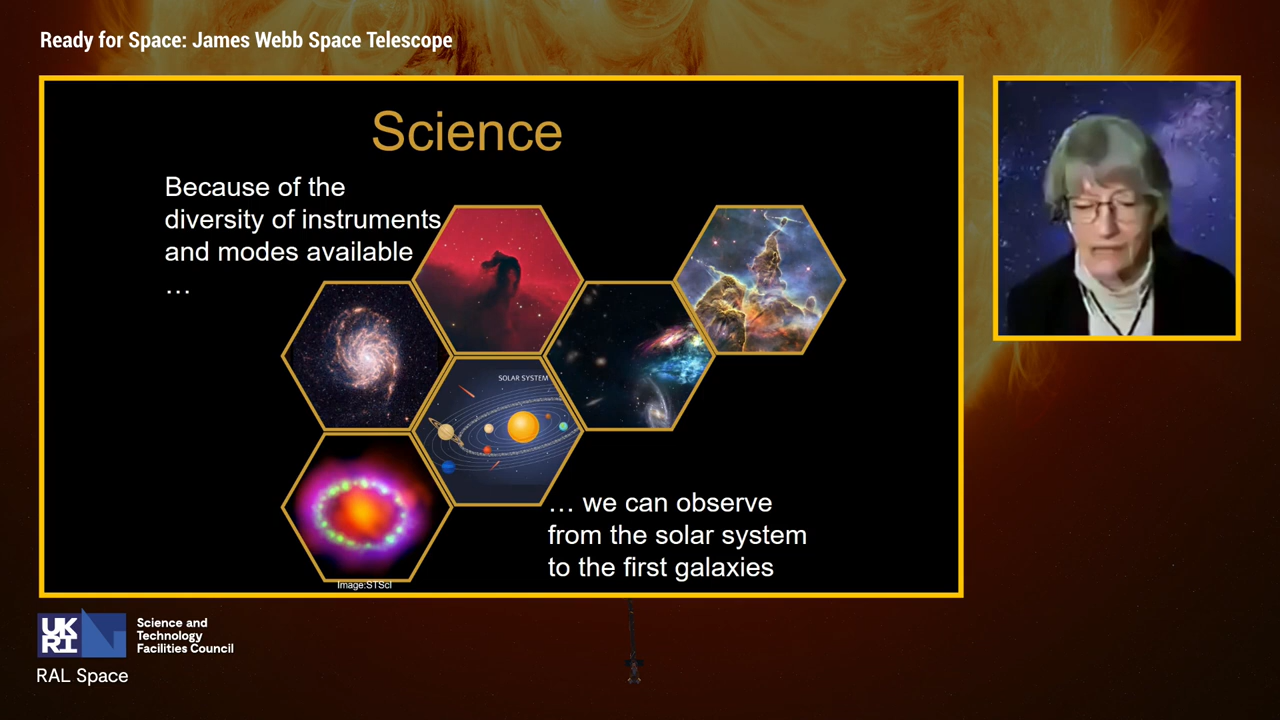 Ready for Space: James Webb Space Telescope
Science
Because of the
diversity of instruments
and modes available
…
SOLAR SYSTEM
… we can observe
from the solar system
to the first galaxies
Image:STScI
UK
RI
Science and
Technology
Facilities Council
RAL Space